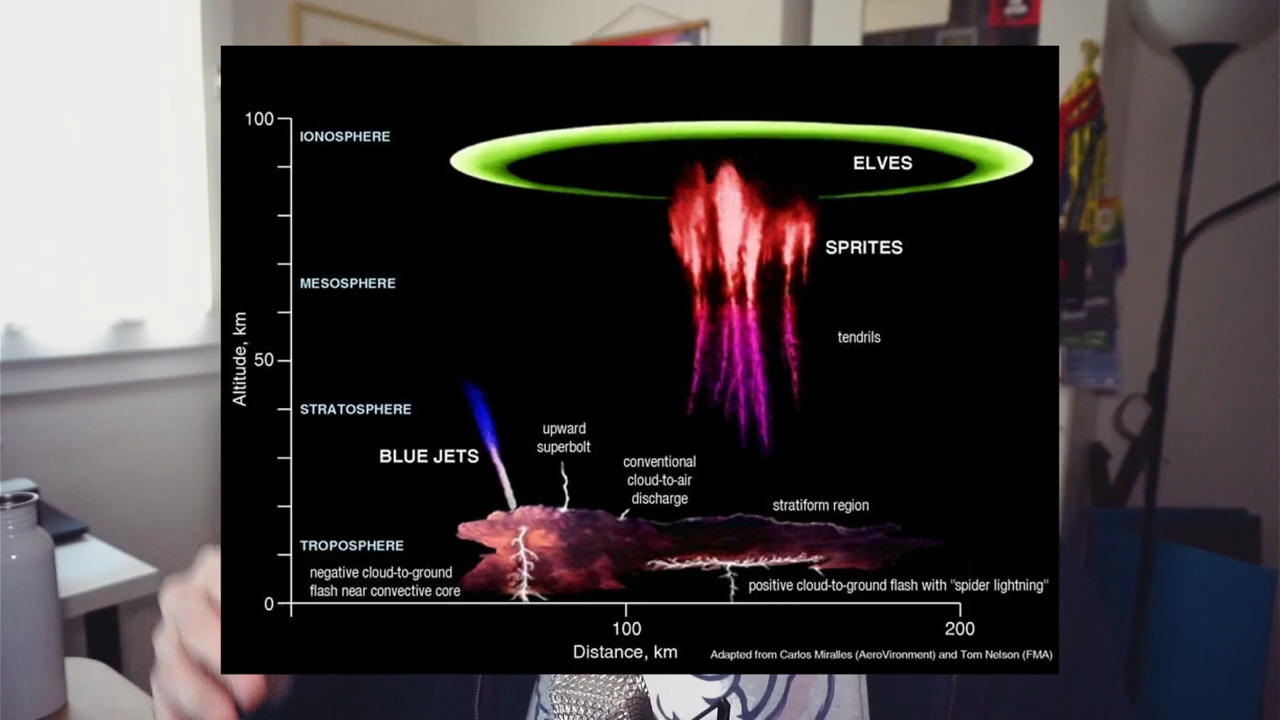 100
IONOSPHERE
ELVES
SPRITES
MESOSPHERE
tendrils
Altitude, km
50
STRATOSPHERE
BLUE JETS
upward
superbolt
conventional
cloud-to-air
discharge
stratiform region
TROPOSPHERE
negative cloud-to-ground
flash near convective core
positive cloud-to-ground flash with "spider lightning"
0
100
200
Distance, km
Adapted from Carlos Miralles (AeroVironment) and Tom Nelson (FMA)